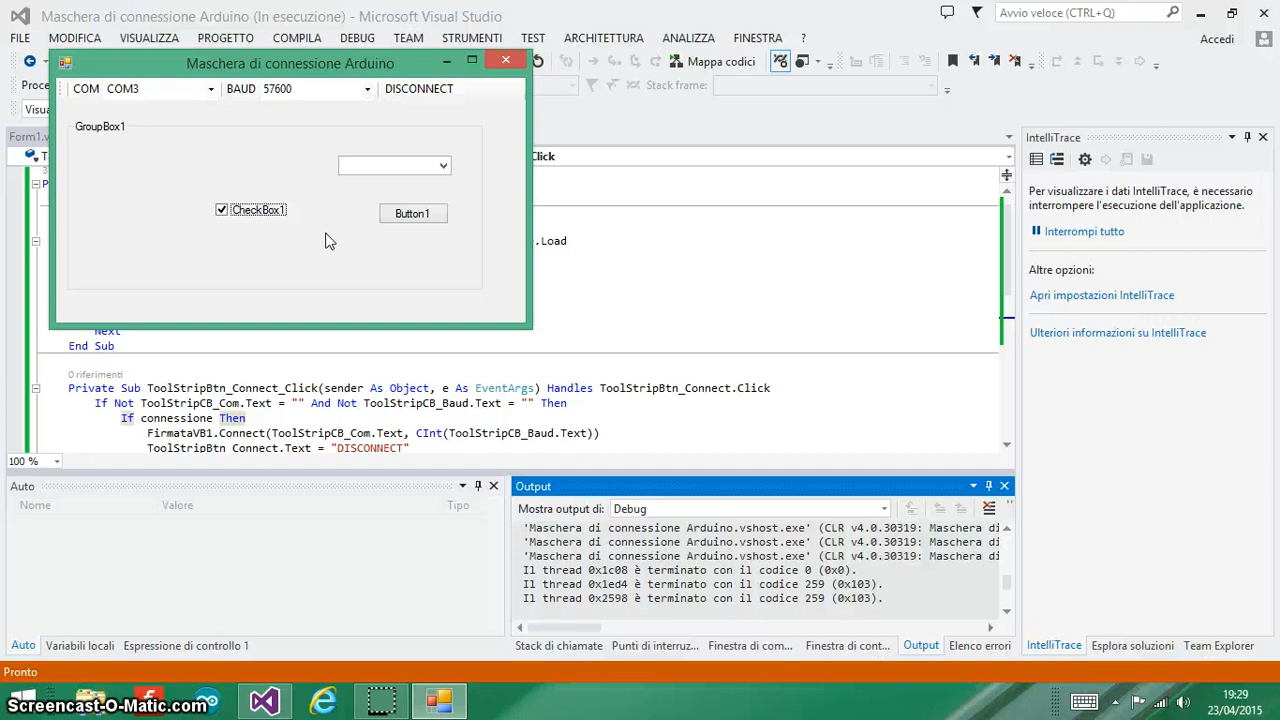 Maschera di connessione Arduino (In esecuzione) - Microsoft Visual Studio
Avvio veloce (CTRL+Q)
FILE MODIFICA VISUALIZZA PROGETTO COMPILA DEBUG TEAM STRUMENTI TEST ARCHITETTURA ANALIZZA FINESTRA ?
Accedi
Mappa codici
Stack frame:
Maschera di connessione Arduino
COM COM3 BAUD 57600 DISCONNECT
GroupBox1
CheckBox1
Button1
Click
.Load
Next
End Sub
0 riferimenti
Private Sub ToolStripBtn_Connect_Click(sender As Object, e As EventArgs) Handles ToolStripBtn_Connect.Click
If Not ToolStripCB_Com.Text = "" And Not ToolStripCB_Baud.Text = "" Then
If connessione Then
FirmataVB1.Connect(ToolStripCB_Com.Text, CInt(ToolStripCB_Baud.Text))
ToolStripBtn_Connect.Text = "DISCONNECT"
100 %
IntelliTrace
Per visualizzare i dati IntelliTrace, è necessario
interrompere l'esecuzione dell'applicazione.
Interrompi tutto
Altre opzioni:
Apri impostazioni IntelliTrace
Ulteriori informazioni su IntelliTrace
Auto
Nome Valore Tipo
Output
Mostra output di: Debug
'Maschera di connessione Arduino.vshost.exe' (CLR v4.0.30319: Maschera di
'Maschera di connessione Arduino.vshost.exe' (CLR v4.0.30319: Maschera di
'Maschera di connessione Arduino.vshost.exe' (CLR v4.0.30319: Maschera di
Il thread 0x1c08 è terminato con il codice 0 (0x0).
Il thread 0x1ed4 è terminato con il codice 259 (0x103).
Il thread 0x2598 è terminato con il codice 259 (0x103).
Auto Variabili locali Espressione di controllo 1
Stack di chiamate Punti di interruz... Finestra di com... Finestra di cont... Output Elenco errori
IntelliTrace Esplora soluzioni Team Explorer
Pronto
Screencast-O-Matic.com
19:29
23/04/2015